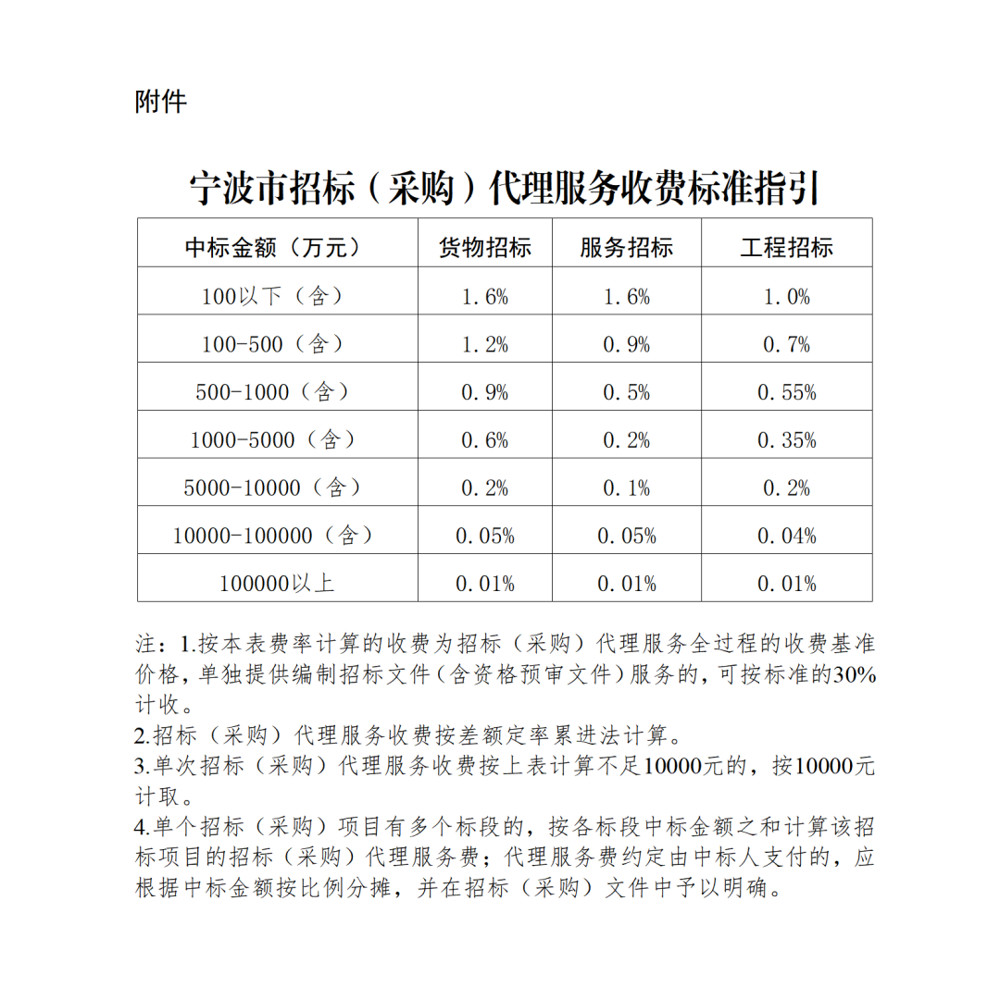 附件
宁波市招标（采购）代理服务收费标准指引
中标金额（万元） 货物招标 服务招标 工程招标
100以下（含） 1.6% 1.6% 1.0%
100-500（含） 1.2% 0.9% 0.7%
500-1000（含） 0.9% 0.5% 0.55%
1000-5000（含） 0.6% 0.2% 0.35%
5000-10000（含） 0.2% 0.1% 0.2%
10000-100000（含） 0.05% 0.05% 0.04%
100000以上 0.01% 0.01% 0.01%
注：1.按本表费率计算的收费为招标（采购）代理服务全过程的收费基准
价格，单独提供编制招标文件（含资格预审文件）服务的，可按标准的30%
计收。
2.招标（采购）代理服务收费按差额定率累进法计算。
3.单次招标（采购）代理服务收费按上表计算不足10000元的，按10000元
计取。
4.单个招标（采购）项目有多个标段的，按各标段中标金额之和计算该招
标项目的招标（采购）代理服务费；代理服务费约定由中标人支付的，应
根据中标金额按比例分摊，并在招标（采购）文件中予以明确。